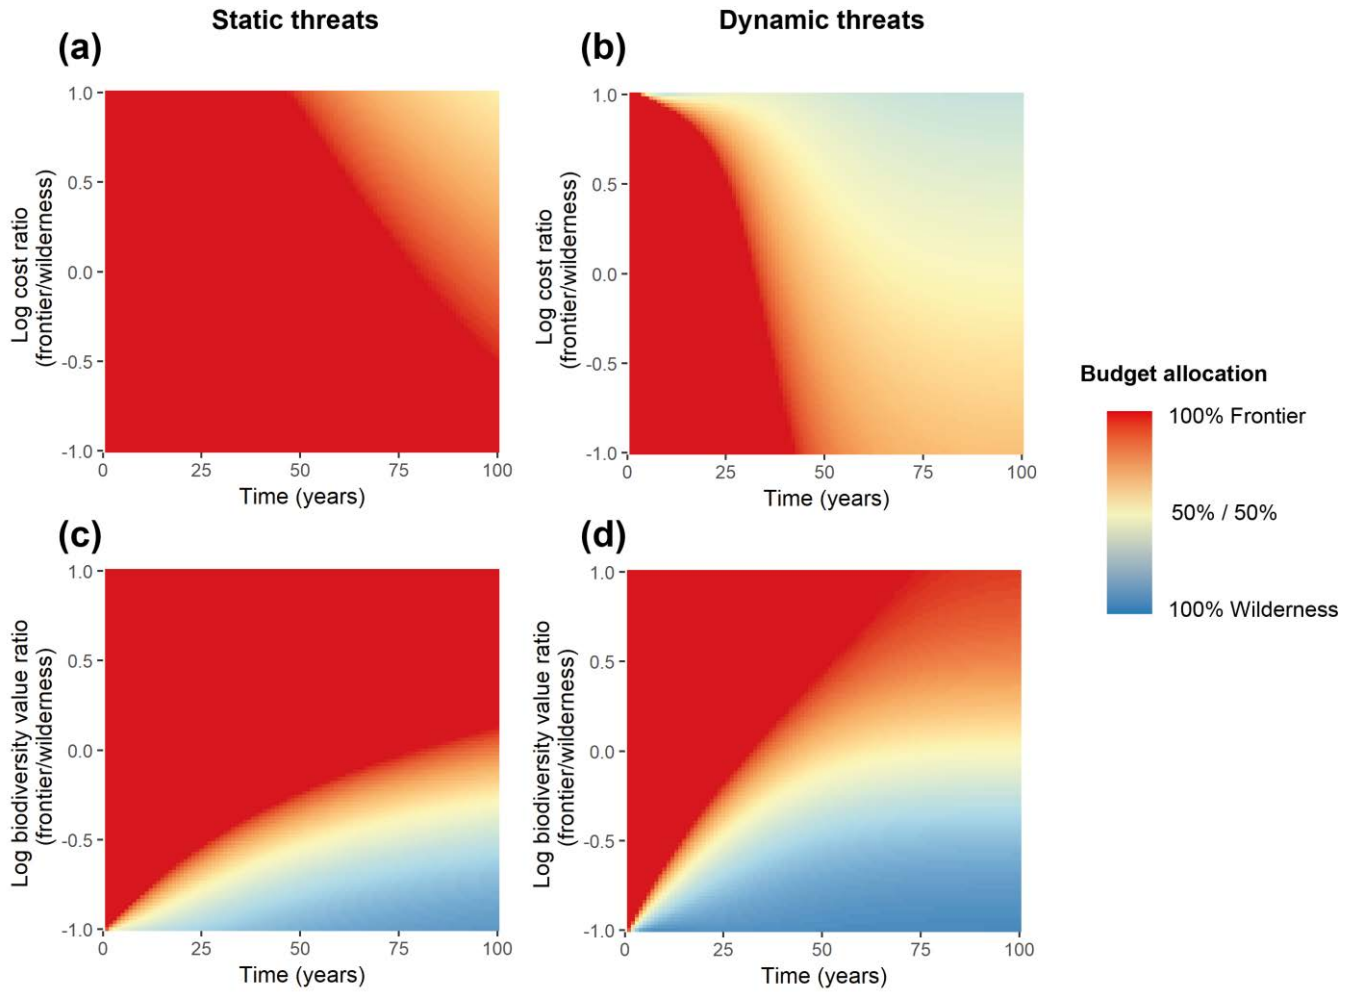 Static threats
Dynamic threats
(a)
(b)
Log cost ratio
(frontier/wilderness)
1.0
0.5
0.0
-0.5
-1.0
0 25 50 75 100
Time (years)
Log cost ratio
(frontier/wilderness)
1.0
0.5
0.0
-0.5
-1.0
0 25 50 75 100
Time (years)
(c)
(d)
Log biodiversity value ratio
(frontier/wilderness)
1.0
0.5
0.0
-0.5
-1.0
0 25 50 75 100
Time (years)
Log biodiversity value ratio
(frontier/wilderness)
1.0
0.5
0.0
-0.5
-1.0
0 25 50 75 100
Time (years)
Budget allocation
100% Frontier
50% / 50%
100% Wilderness